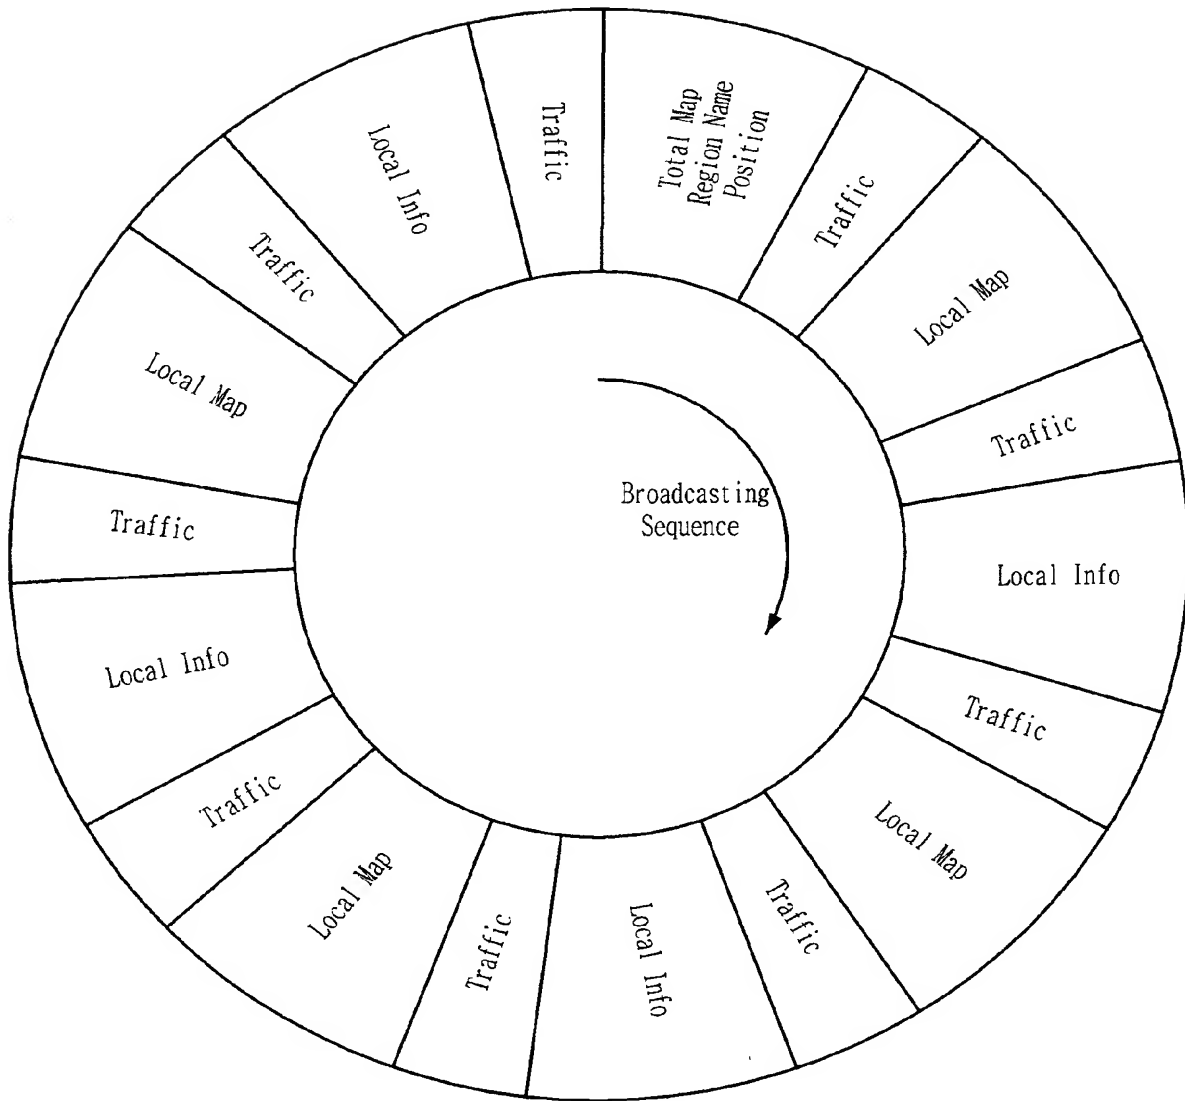 Total Map
Region Name
Position
Traffic
Local Map
Traffic
Local Info
Traffic
Local Map
Traffic
Local Info
Traffic
Local Map
Traffic
Local Info
Traffic
Local Map
Traffic
Local Info
Traffic
Broadcasting
Sequence